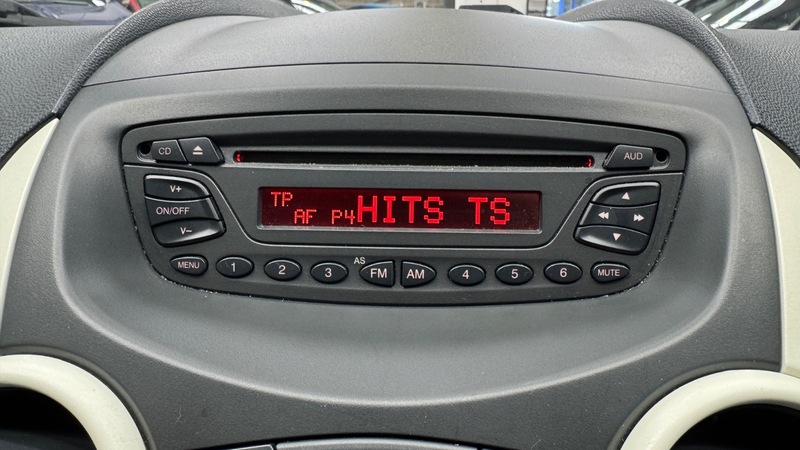 CD
AUD
V+
ON/OFF
V−
TP.
AF P4 HITS TS
MENU 1 2 3 AS FM AM 4 5 6 MUTE